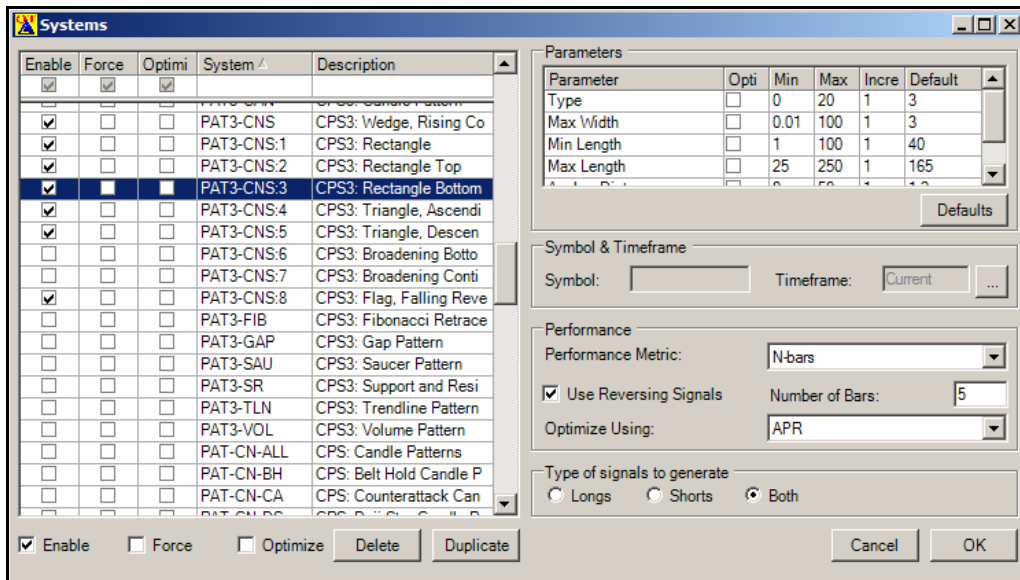 Systems
Enable Force Optimi System Description
PAT3-CNS CPS3: Wedge, Rising Co
PAT3-CNS:1 CPS3: Rectangle
PAT3-CNS:2 CPS3: Rectangle Top
PAT3-CNS:3 CPS3: Rectangle Bottom
PAT3-CNS:4 CPS3: Triangle, Ascendi
PAT3-CNS:5 CPS3: Triangle, Descen
PAT3-CNS:6 CPS3: Broadening Botto
PAT3-CNS:7 CPS3: Broadening Conti
PAT3-CNS:8 CPS3: Flag, Falling Reve
PAT3-FIB CPS3: Fibonacci Retrace
PAT3-GAP CPS3: Gap Pattern
PAT3-SAU CPS3: Saucer Pattern
PAT3-SR CPS3: Support and Resi
PAT3-TLN CPS3: Trendline Pattern
PAT3-VOL CPS3: Volume Pattern
PAT-CN-ALL CPS: Candle Patterns
PAT-CN-BH CPS: Belt Hold Candle P
PAT-CN-CA CPS: Counterattack Can
Enable Force Optimize Delete Duplicate
Parameters
Parameter Opti Min Max Incre Default
Type 0 20 1 3
Max Width 0.01 100 1 3
Min Length 1 100 1 40
Max Length 25 250 1 165
Defaults
Symbol & Timeframe
Symbol: Timeframe: Current ...
Performance
Performance Metric: N-bars
Use Reversing Signals Number of Bars: 5
Optimize Using: APR
Type of signals to generate
Longs Shorts Both
Cancel OK